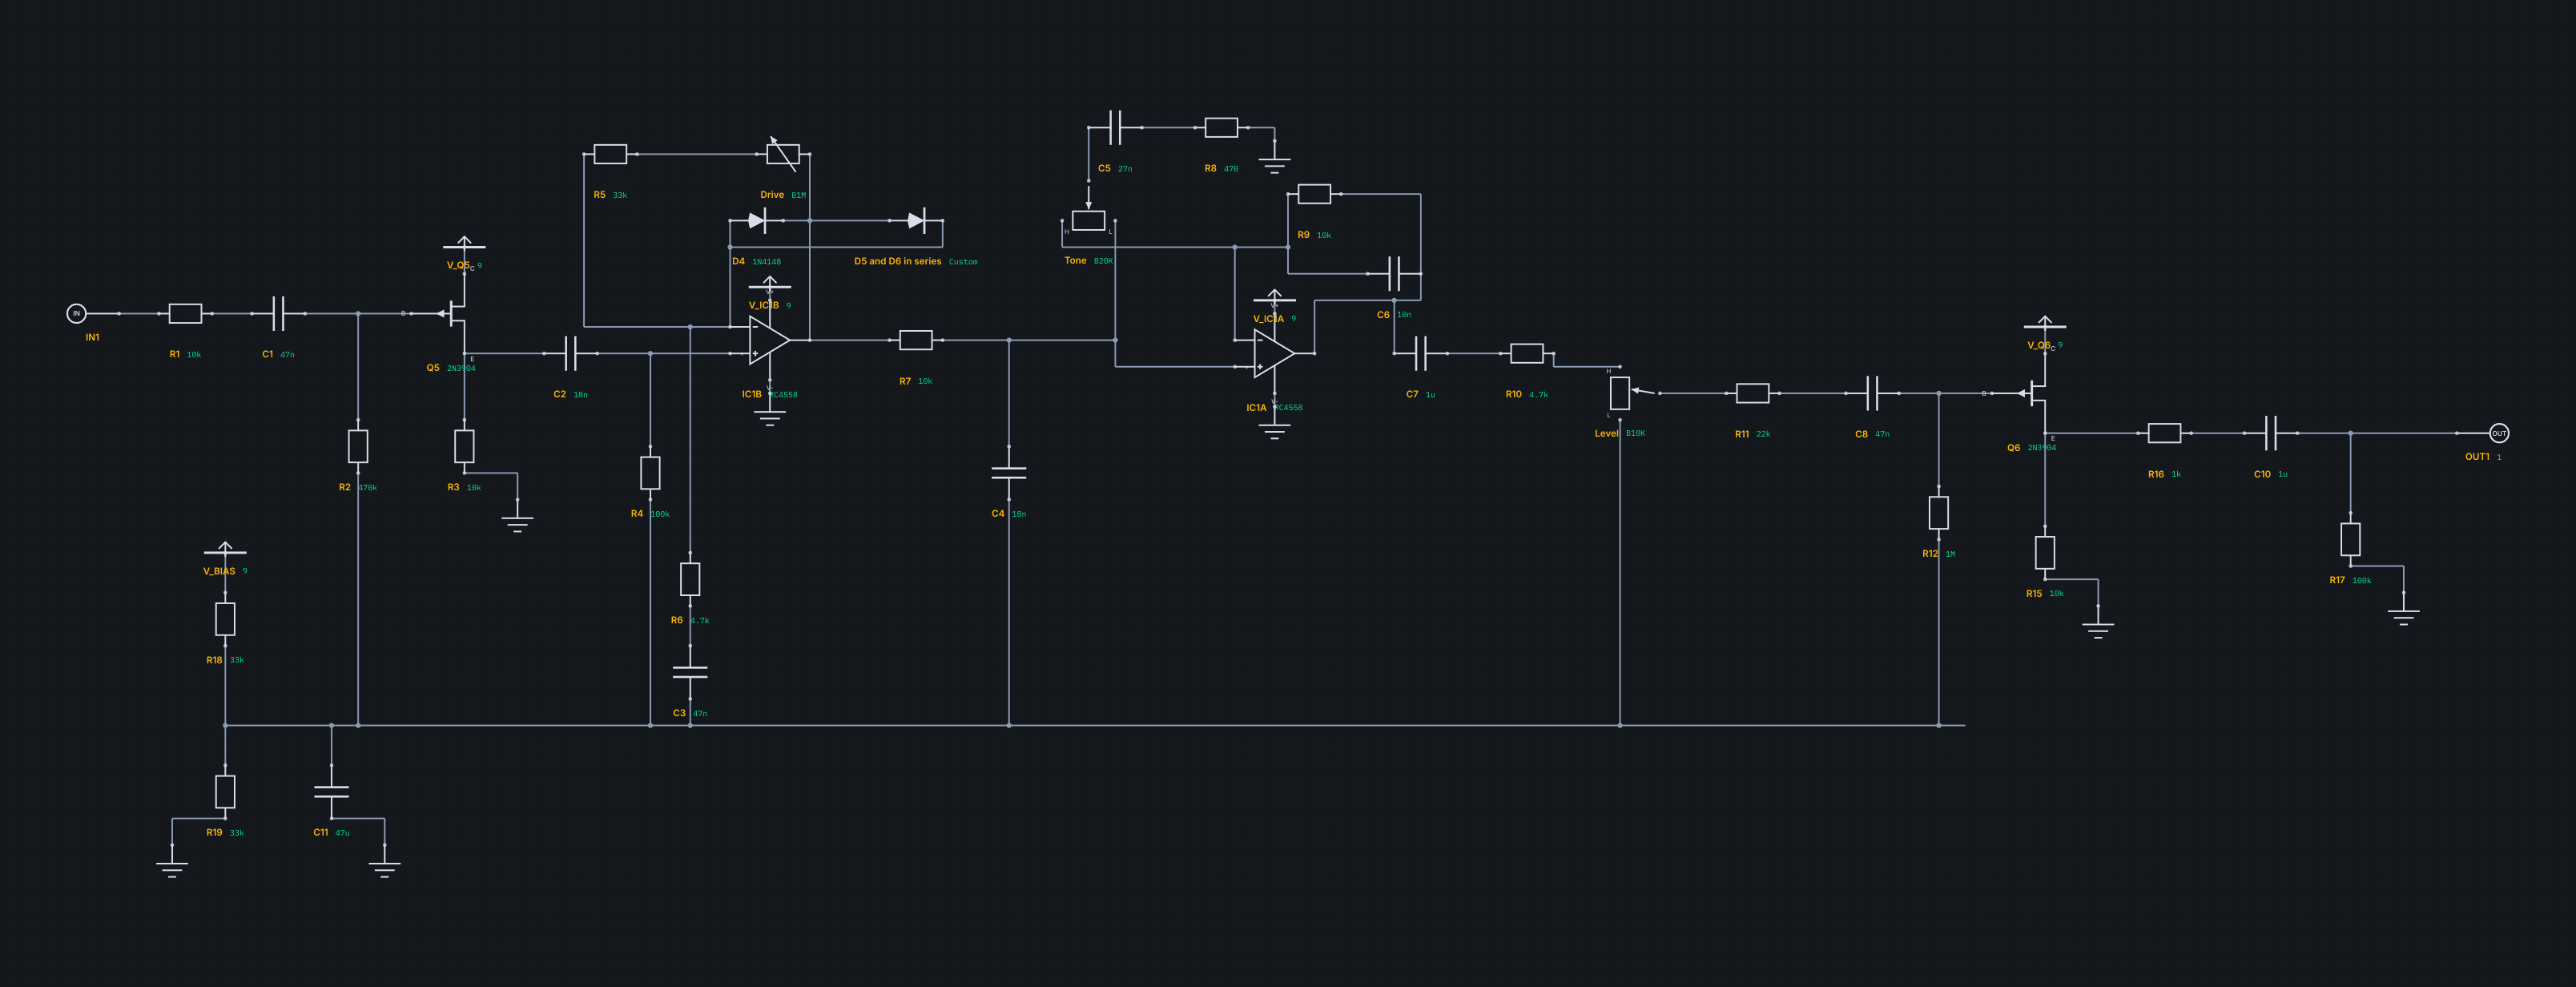 C5 27n
R8 470
R5 33k
Drive B1M
H
L
R9 10k
D4 1N4148
D5 and D6 in series Custom
Tone B20K
V_Q5 9
C
V_IC1B 9
V_IC1A 9
IN
B
C6 10n
IN1
R1 10k
C1 47n
E
Q5 2N3904
V_Q6 9
C
C2 18n
IC1B RC4558
R7 10k
IC1A RC4558
C7 1u
R10 4.7k
H
L
B
Level B10K
R11 22k
C8 47n
E
OUT
Q6 2N3904
OUT1 1
R16 1k
C10 1u
R2 470k
R3 10k
R4 100k
C4 18n
R12 1M
V_BIAS 9
R17 100k
R15 10k
R6 4.7k
R18 33k
C3 47n
R19 33k
C11 47u